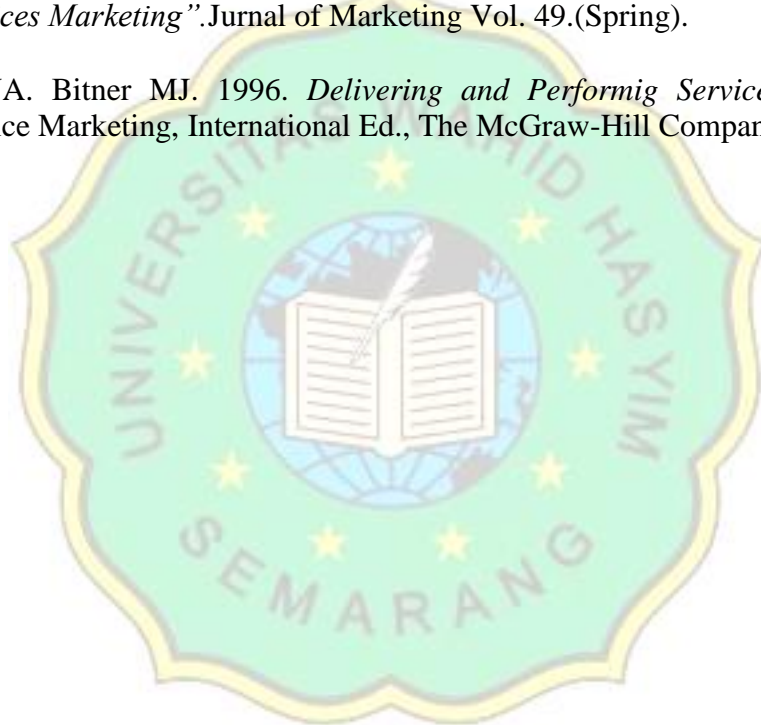 ces Marketing”.Jurnal of Marketing Vol. 49.(Spring).
A. Bitner MJ. 1996. Delivering and Performig Service
ice Marketing, International Ed., The McGraw-Hill Compan
UNIVERSITAS WAHID HASYIM
SEMARANG